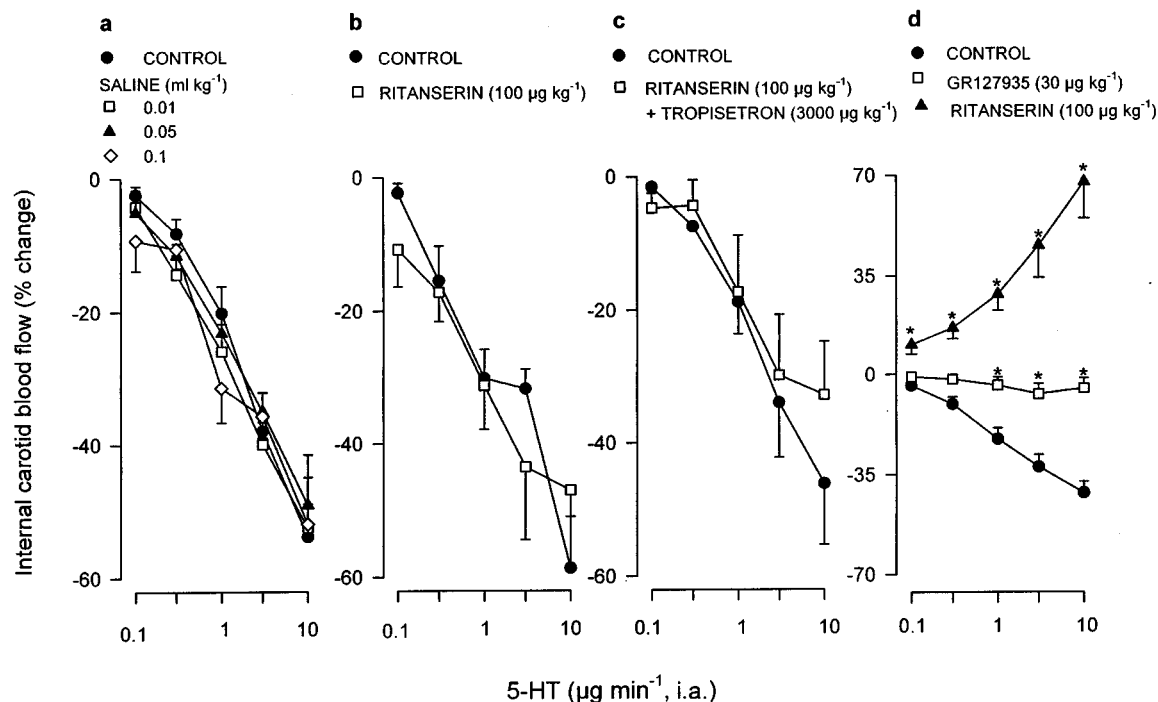 a
● CONTROL
SALINE (ml kg⁻¹)
□ 0.01
▲ 0.05
◇ 0.1
b
● CONTROL
□ RITANSERIN (100 µg kg⁻¹)
c
● CONTROL
□ RITANSERIN (100 µg kg⁻¹)
+ TROPISETRON (3000 µg kg⁻¹)
d
● CONTROL
□ GR127935 (30 µg kg⁻¹)
▲ RITANSERIN (100 µg kg⁻¹)
Internal carotid blood flow (% change)
0
-20
-40
-60
0.1 1 10
0
-20
-40
-60
0.1 1 10
0
-20
-40
-60
0.1 1 10
70
35
0
-35
-70
* * * * *
* * *
0.1 1 10
5-HT (µg min⁻¹, i.a.)